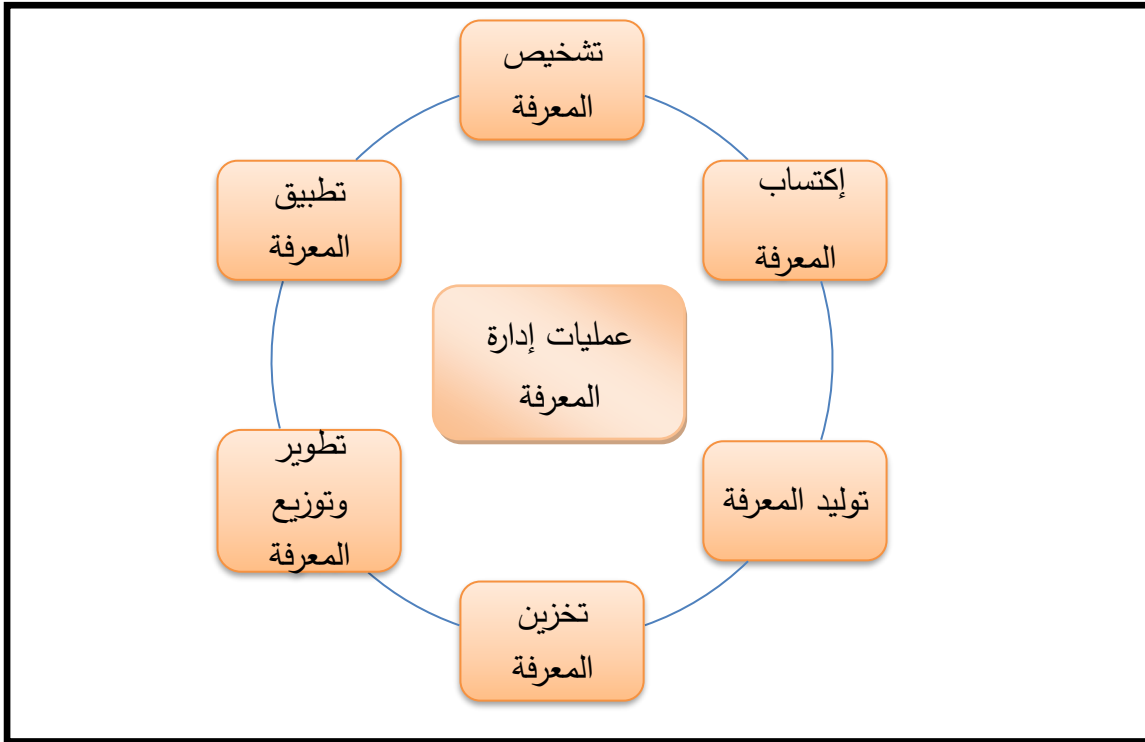 تشخيص
المعرفة
إكتساب
المعرفة
توليد المعرفة
تخزين
المعرفة
تطوير
وتوزيع
المعرفة
تطبيق
المعرفة
عمليات إدارة
المعرفة